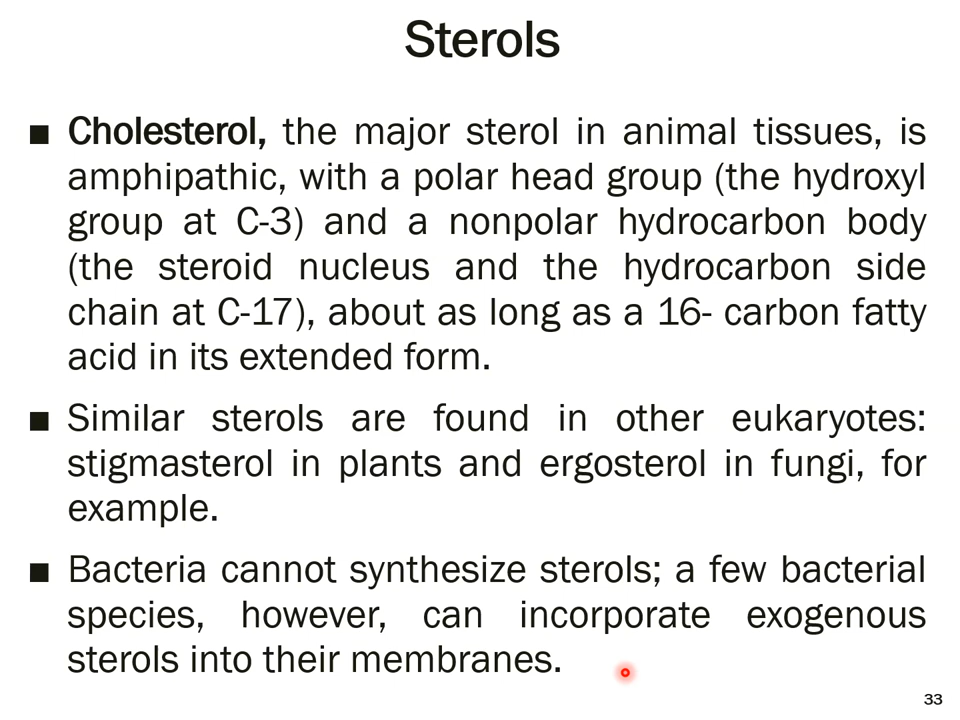 Sterols
■ Cholesterol, the major sterol in animal tissues, is
amphipathic, with a polar head group (the hydroxyl
group at C-3) and a nonpolar hydrocarbon body
(the steroid nucleus and the hydrocarbon side
chain at C-17), about as long as a 16- carbon fatty
acid in its extended form.
■ Similar sterols are found in other eukaryotes:
stigmasterol in plants and ergosterol in fungi, for
example.
■ Bacteria cannot synthesize sterols; a few bacterial
species, however, can incorporate exogenous
sterols into their membranes.
33